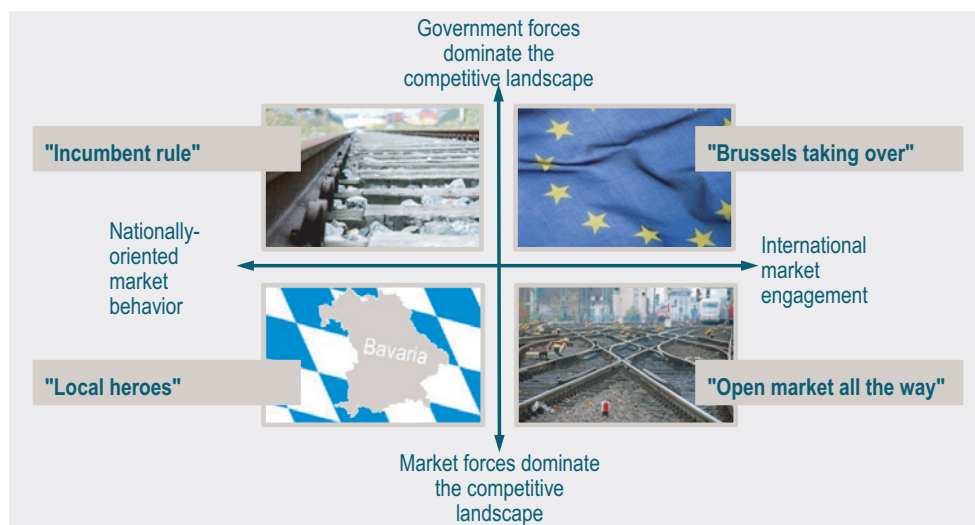 Government forces
dominate the
competitive landscape
"Incumbent rule"
"Brussels taking over"
Nationally-
oriented
market
behavior
International
market
engagement
Bavaria
"Local heroes"
"Open market all the way"
Market forces dominate
the competitive
landscape